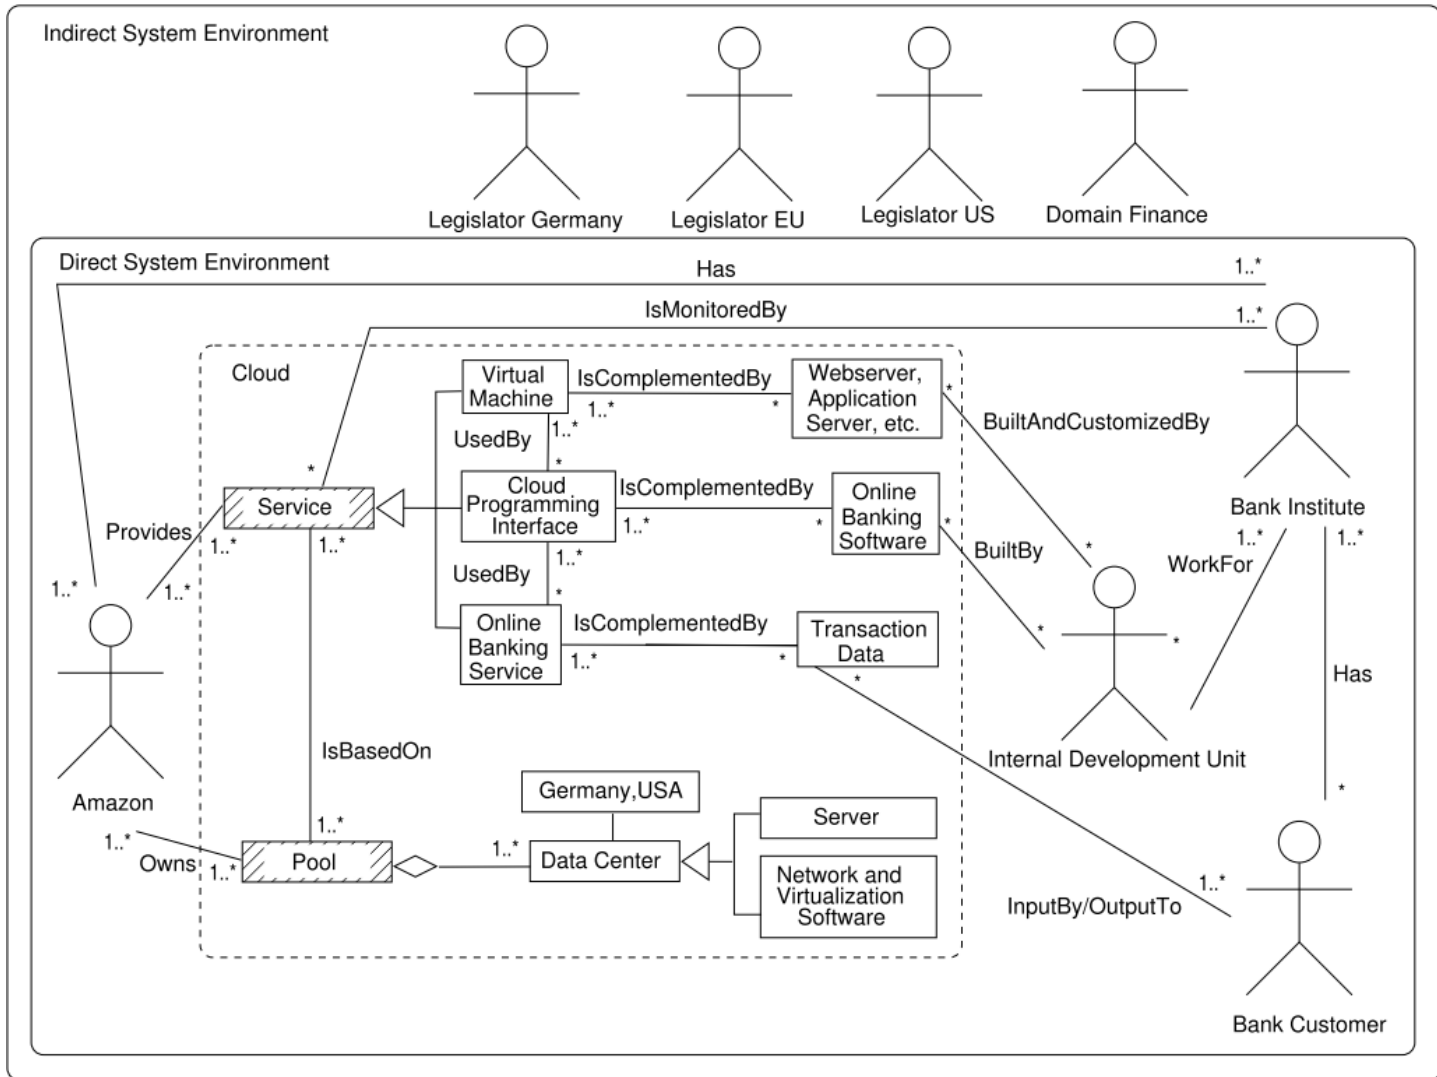 Indirect System Environment
Legislator Germany
Legislator EU
Legislator US
Domain Finance
Direct System Environment
Has
1..*
IsMonitoredBy
1..*
Cloud
Virtual
Machine
IsComplementedBy
1..*
*
Webserver,
Application
Server, etc.
*
BuiltAndCustomizedBy
*
UsedBy
1..*
*
*
Service
Cloud
Programming
Interface
IsComplementedBy
1..*
*
Online
Banking
Software
*
BuiltBy
*
Bank Institute
1..*
1..*
WorkFor
*
Provides
1..*
1..*
1..*
1..*
UsedBy
1..*
*
Online
Banking
Service
IsComplementedBy
1..*
*
Transaction
Data
*
Has
*
Internal Development Unit
IsBasedOn
1..*
Amazon
1..*
Owns
1..*
Pool
1..*
Germany,USA
Data Center
Server
Network and
Virtualization
Software
InputBy/OutputTo
1..*
Bank Customer